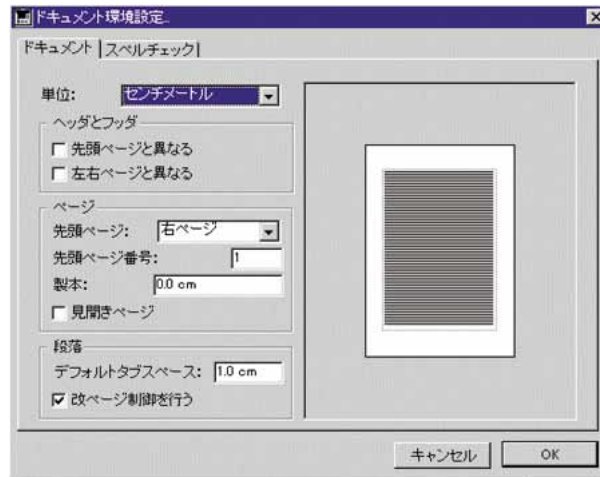 ドキュメント環境設定...
ドキュメント スペルチェック
単位: センチメートル
ヘッダとフッダ
先頭ページと異なる
左右ページと異なる
ページ
先頭ページ: 右ページ
先頭ページ番号: 1
製本: 0.0 cm
見開きページ
段落
デフォルトタブスペース: 1.0 cm
改ページ制御を行う
キャンセル OK